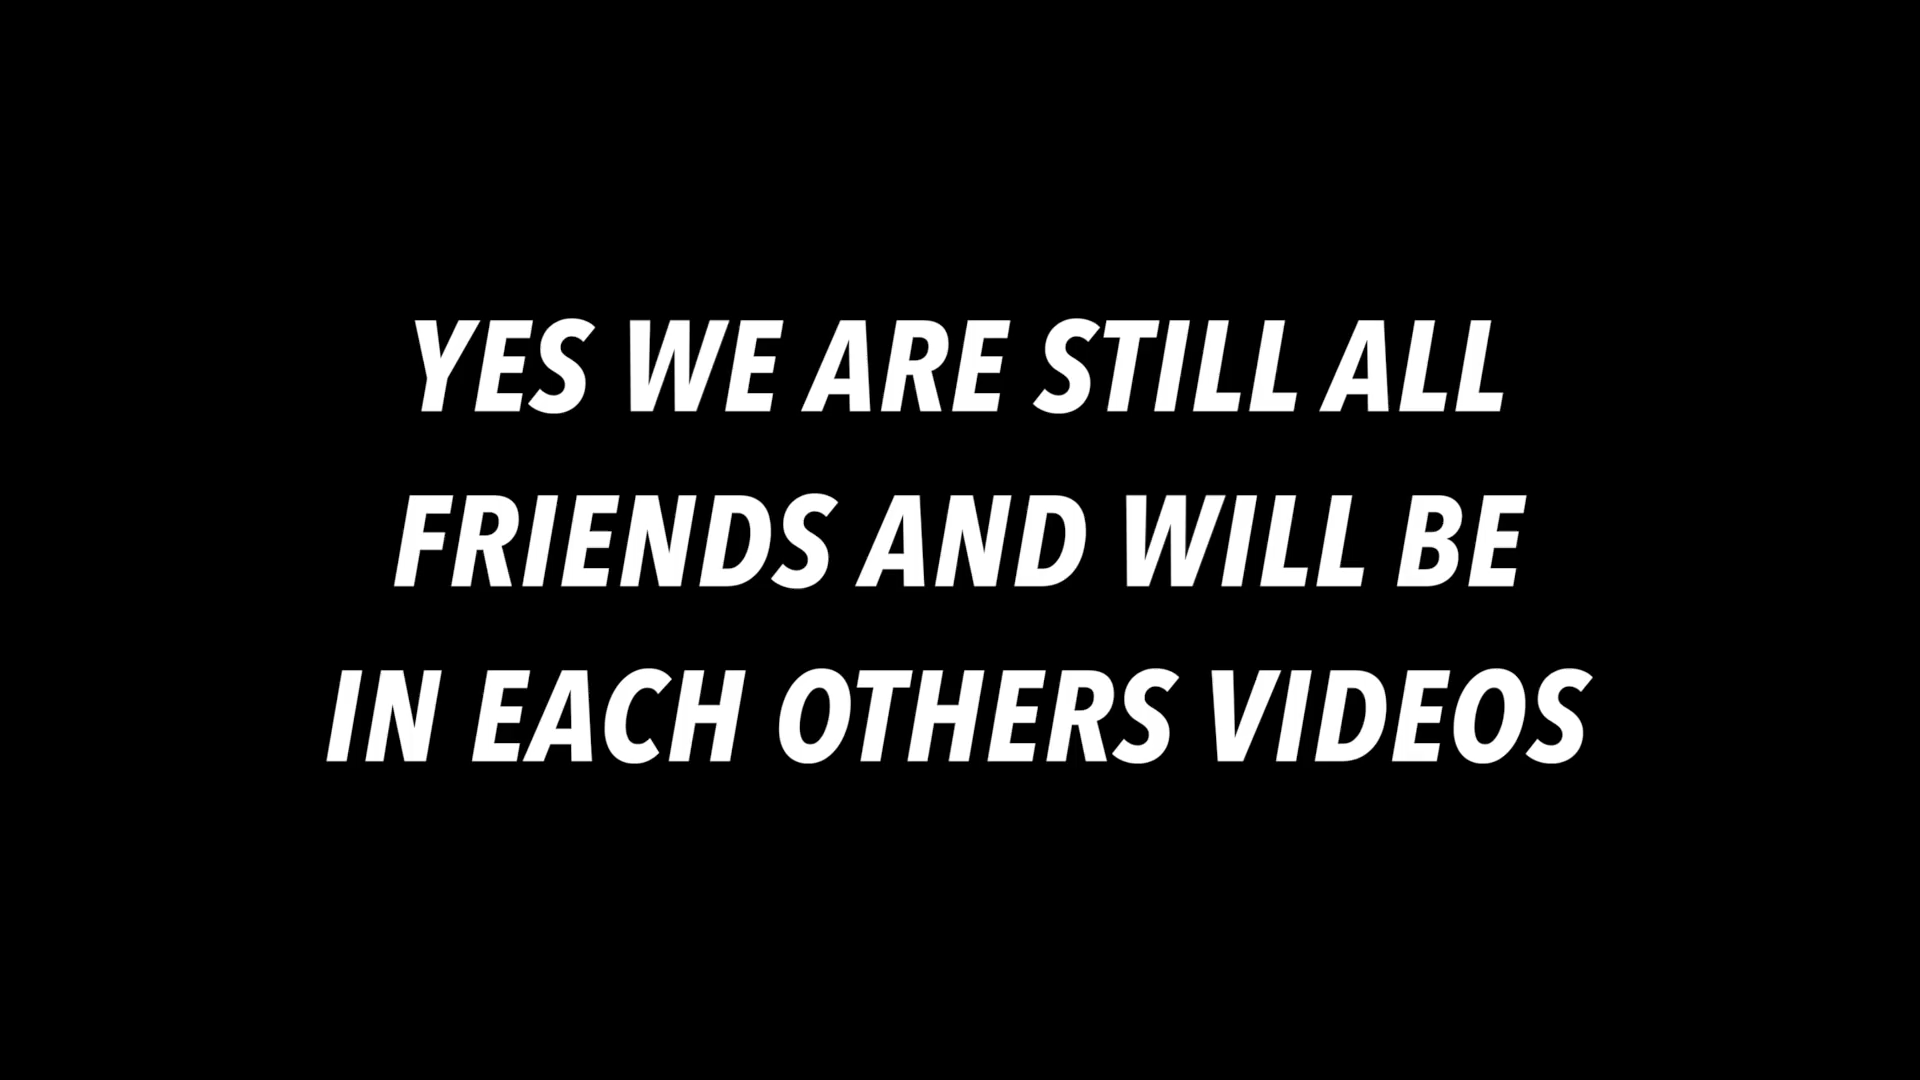 YES WE ARE STILL ALL
FRIENDS AND WILL BE
IN EACH OTHERS VIDEOS